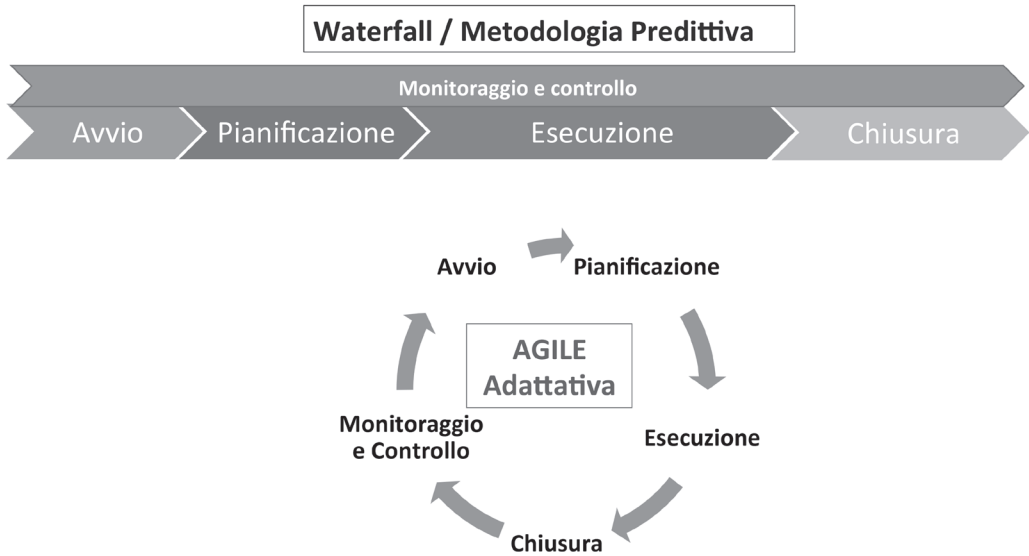 Waterfall / Metodologia Predittiva
Monitoraggio e controllo
Avvio
Pianificazione
Esecuzione
Chiusura
Avvio
Pianificazione
AGILE
Adattativa
Monitoraggio
e Controllo
Esecuzione
Chiusura